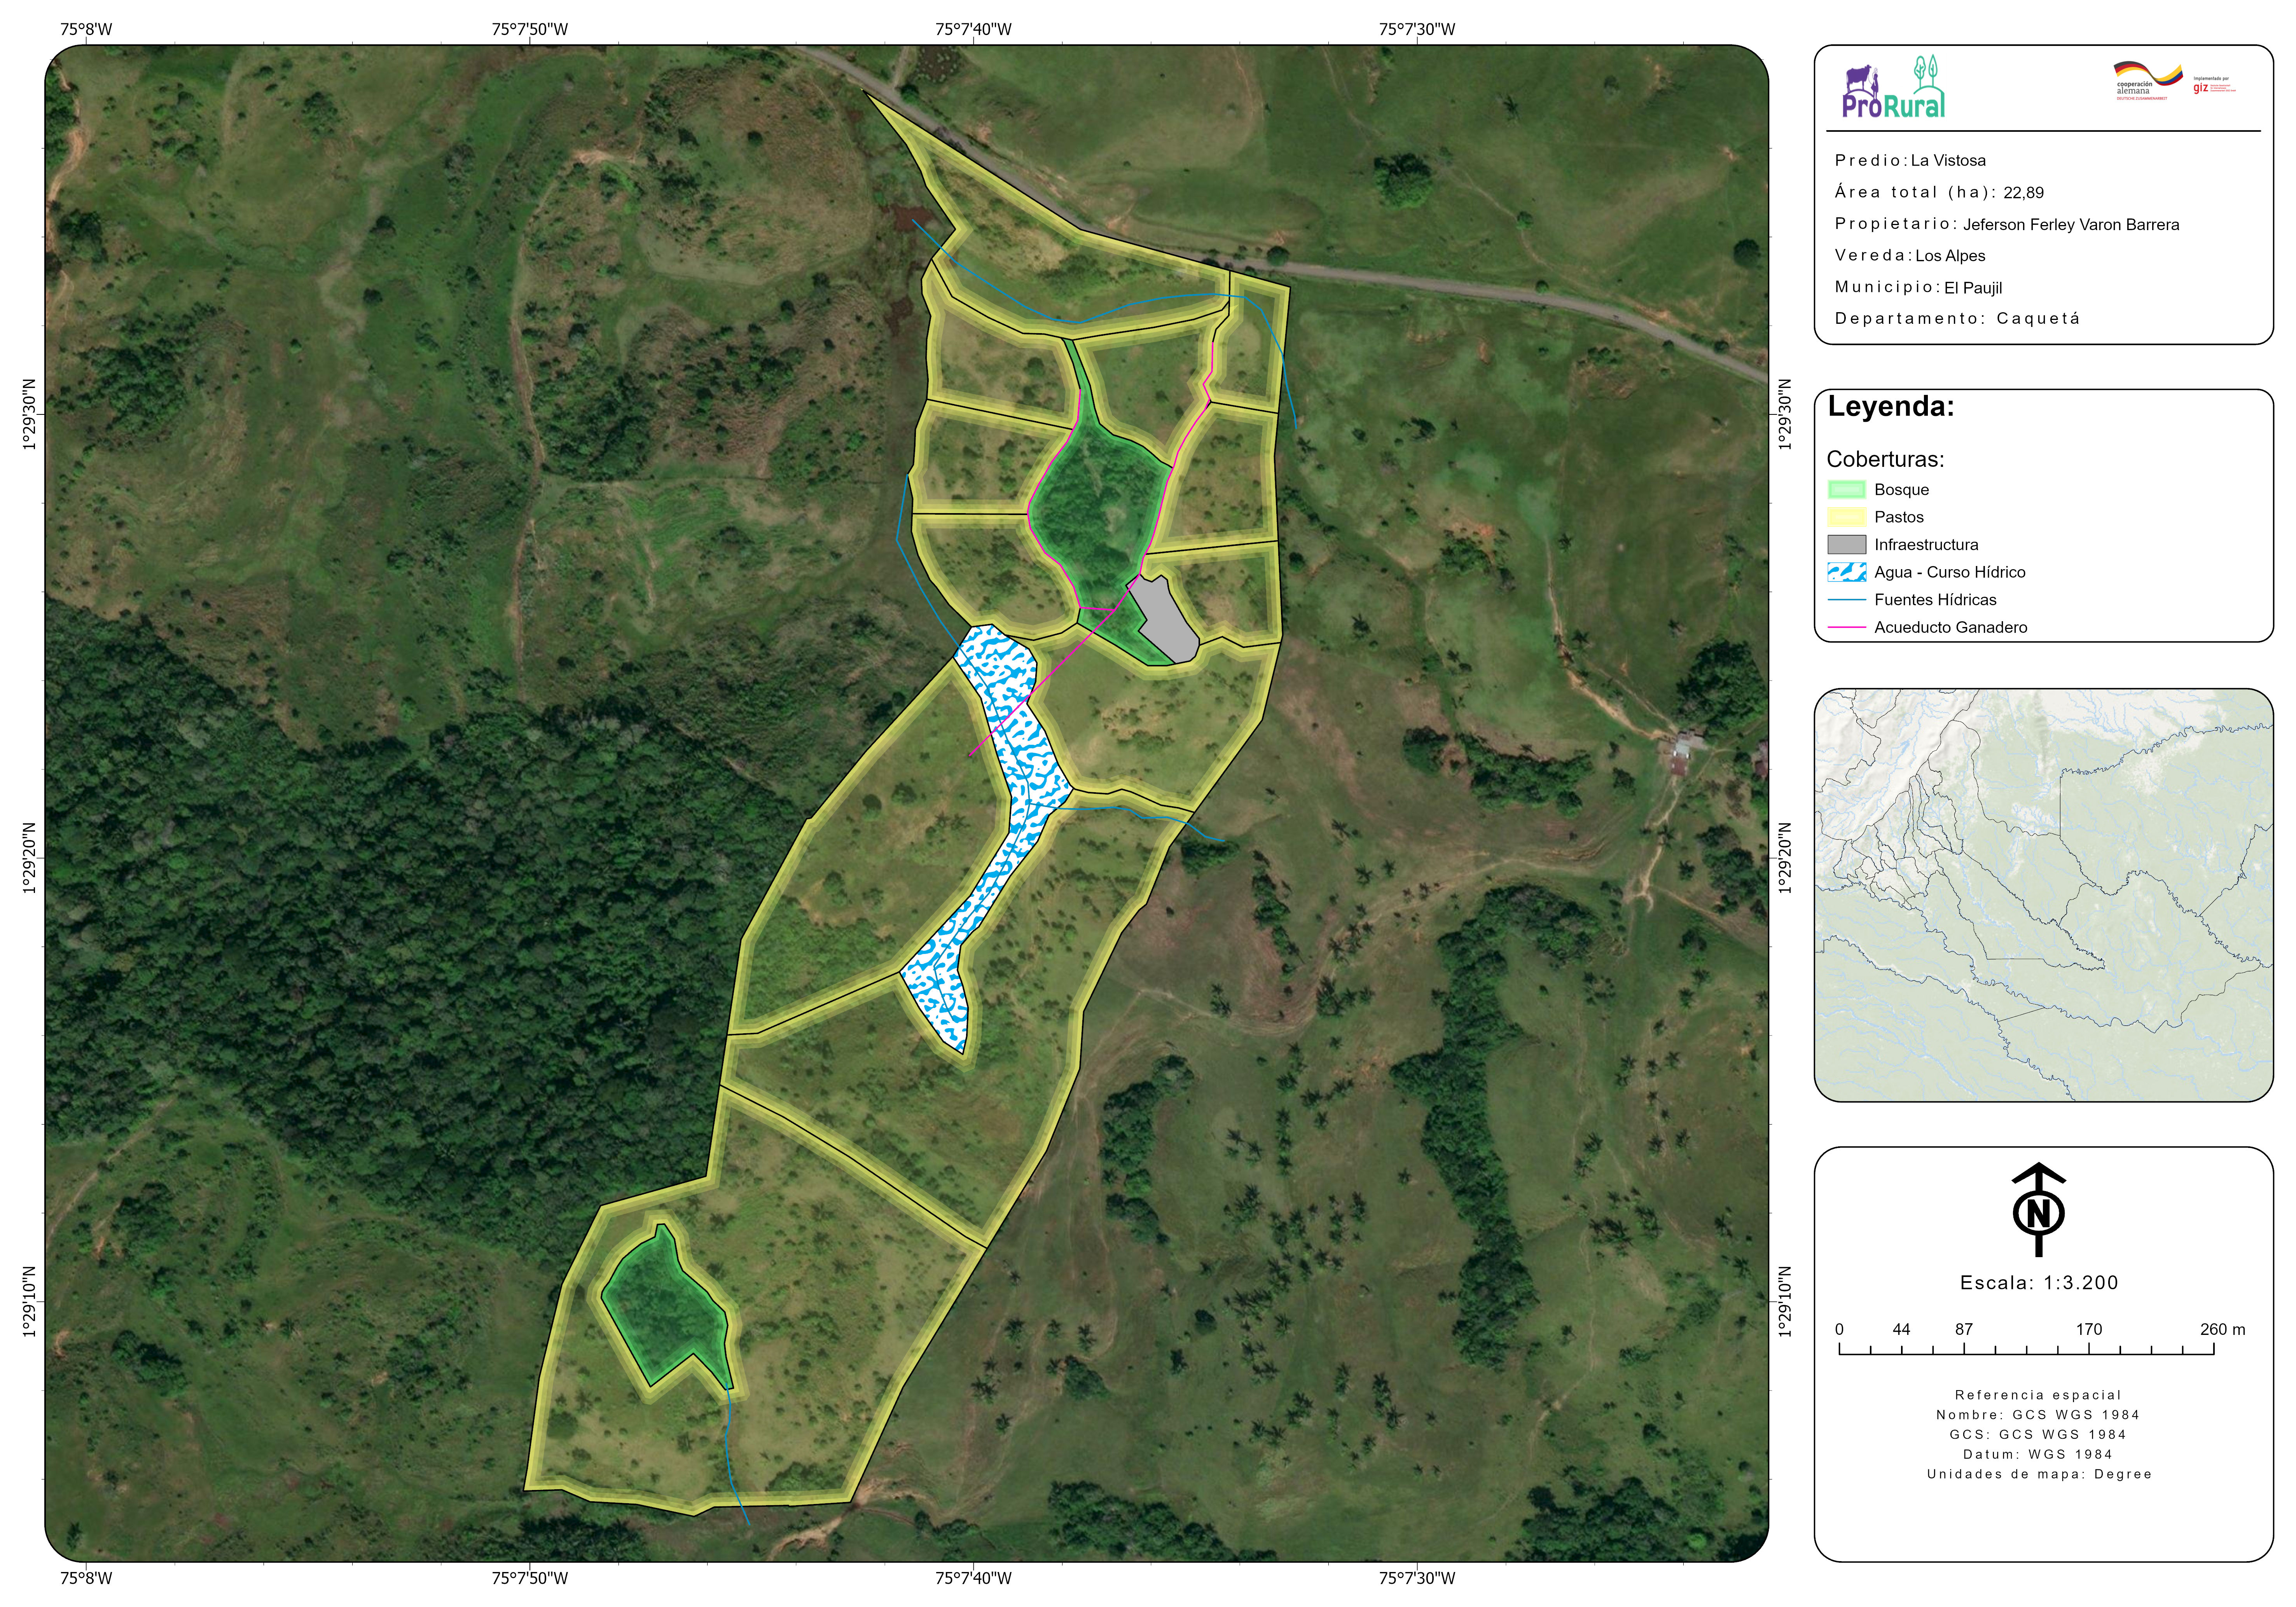 75°8'W 75°7'50"W 75°7'40"W 75°7'30"W
1°29'30"N
1°29'20"N
1°29'10"N
1°29'30"N
1°29'20"N
1°29'10"N
75°8'W 75°7'50"W 75°7'40"W 75°7'30"W
ProRural
cooperación
alemana
DEUTSCHE ZUSAMMENARBEIT
Implementada por
giz
Predio: La Vistosa
Área total (ha): 22,89
Propietario: Jeferson Ferley Varon Barrera
Vereda: Los Alpes
Municipio: El Paujil
Departamento: Caquetá
Leyenda:
Coberturas:
Bosque
Pastos
Infraestructura
Agua - Curso Hídrico
Fuentes Hídricas
Acueducto Ganadero
N
Escala: 1:3.200
0 44 87 170 260 m
Referencia espacial
Nombre: GCS WGS 1984
GCS: GCS WGS 1984
Datum: WGS 1984
Unidades de mapa: Degree